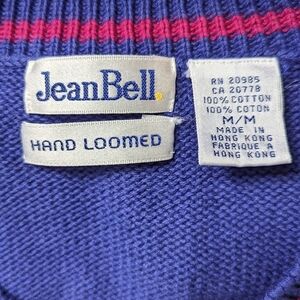 JeanBell.
HAND LOOMED
RN 20985
CA 20778
100% COTTON
100% COTON
M/M
MADE IN
HONG KONG
FABRIQUE A
HONG KONG